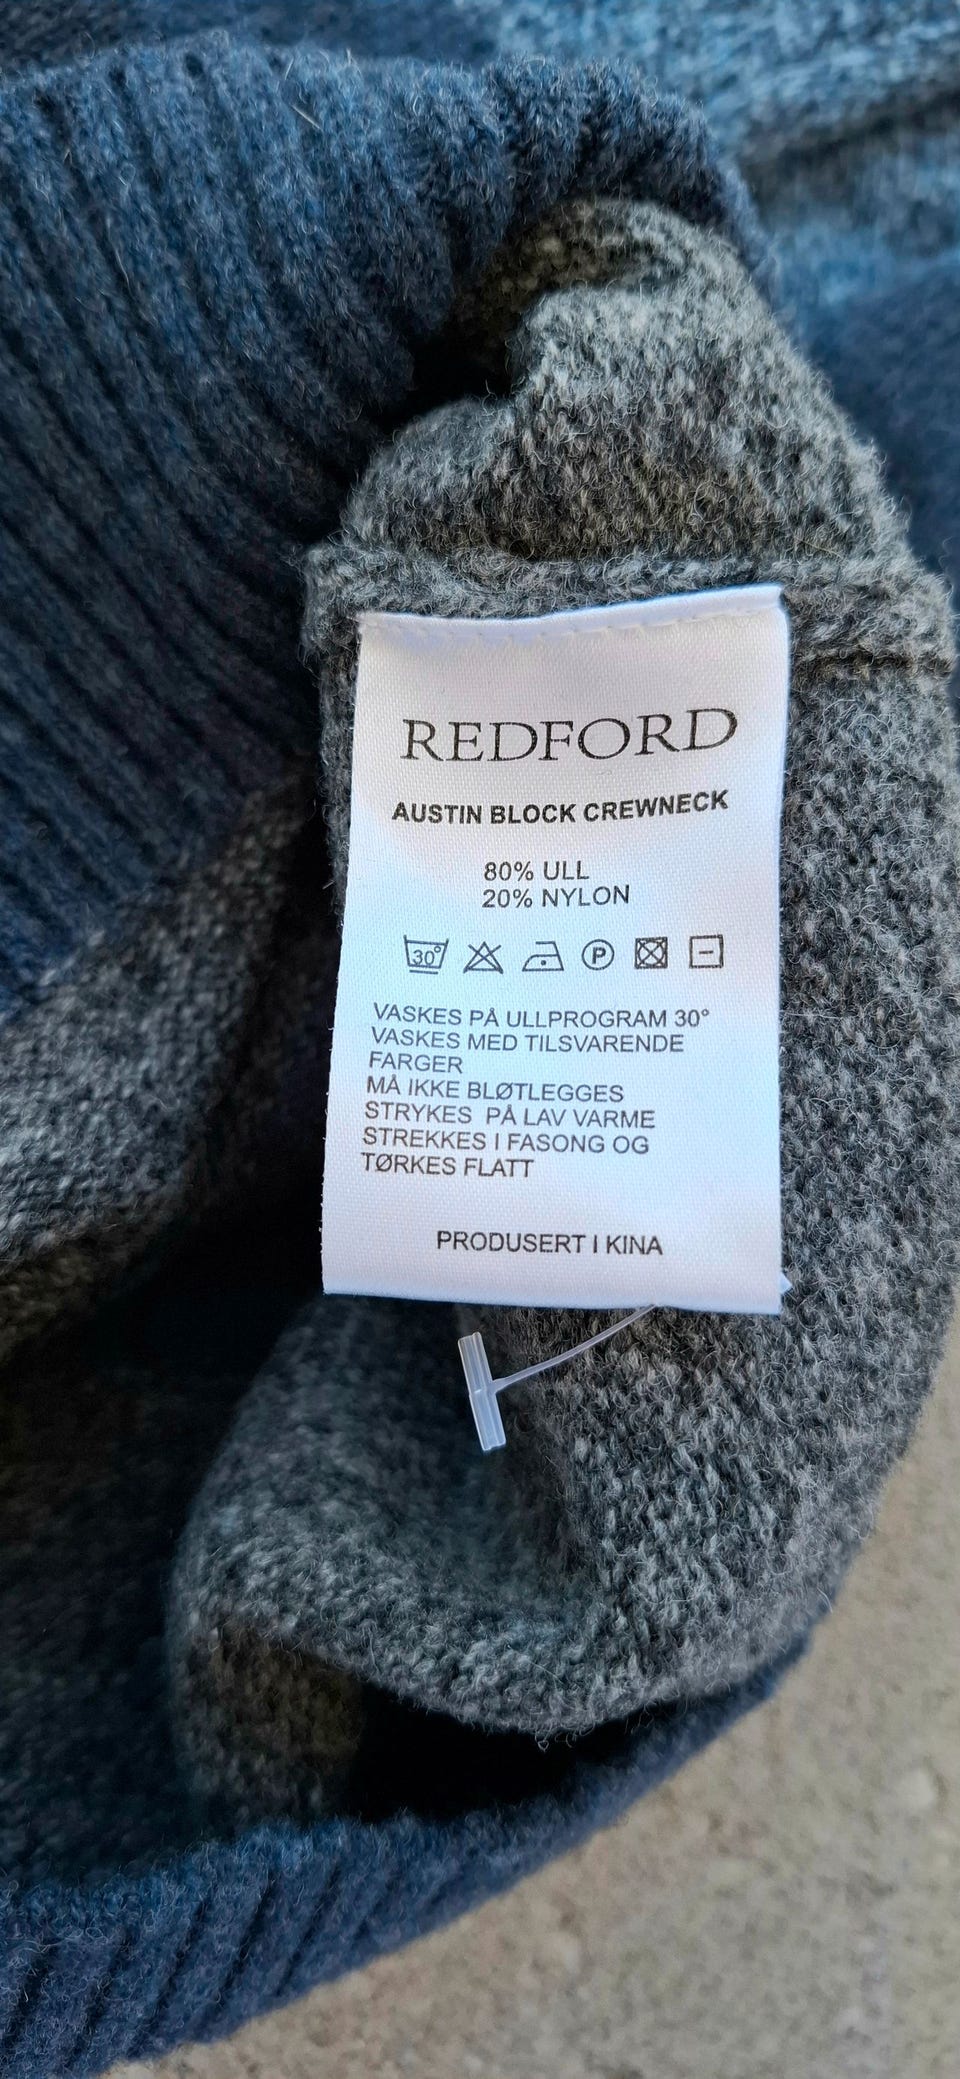 REDFORD
AUSTIN BLOCK CREWNECK
80% ULL
20% NYLON
30° P
VASKES PÅ ULLPROGRAM 30°
VASKES MED TILSVARENDE
FARGER
MÅ IKKE BLØTLEGGES
STRYKES PÅ LAV VARME
STREKKES I FASONG OG
TØRKES FLATT
PRODUSERT I KINA